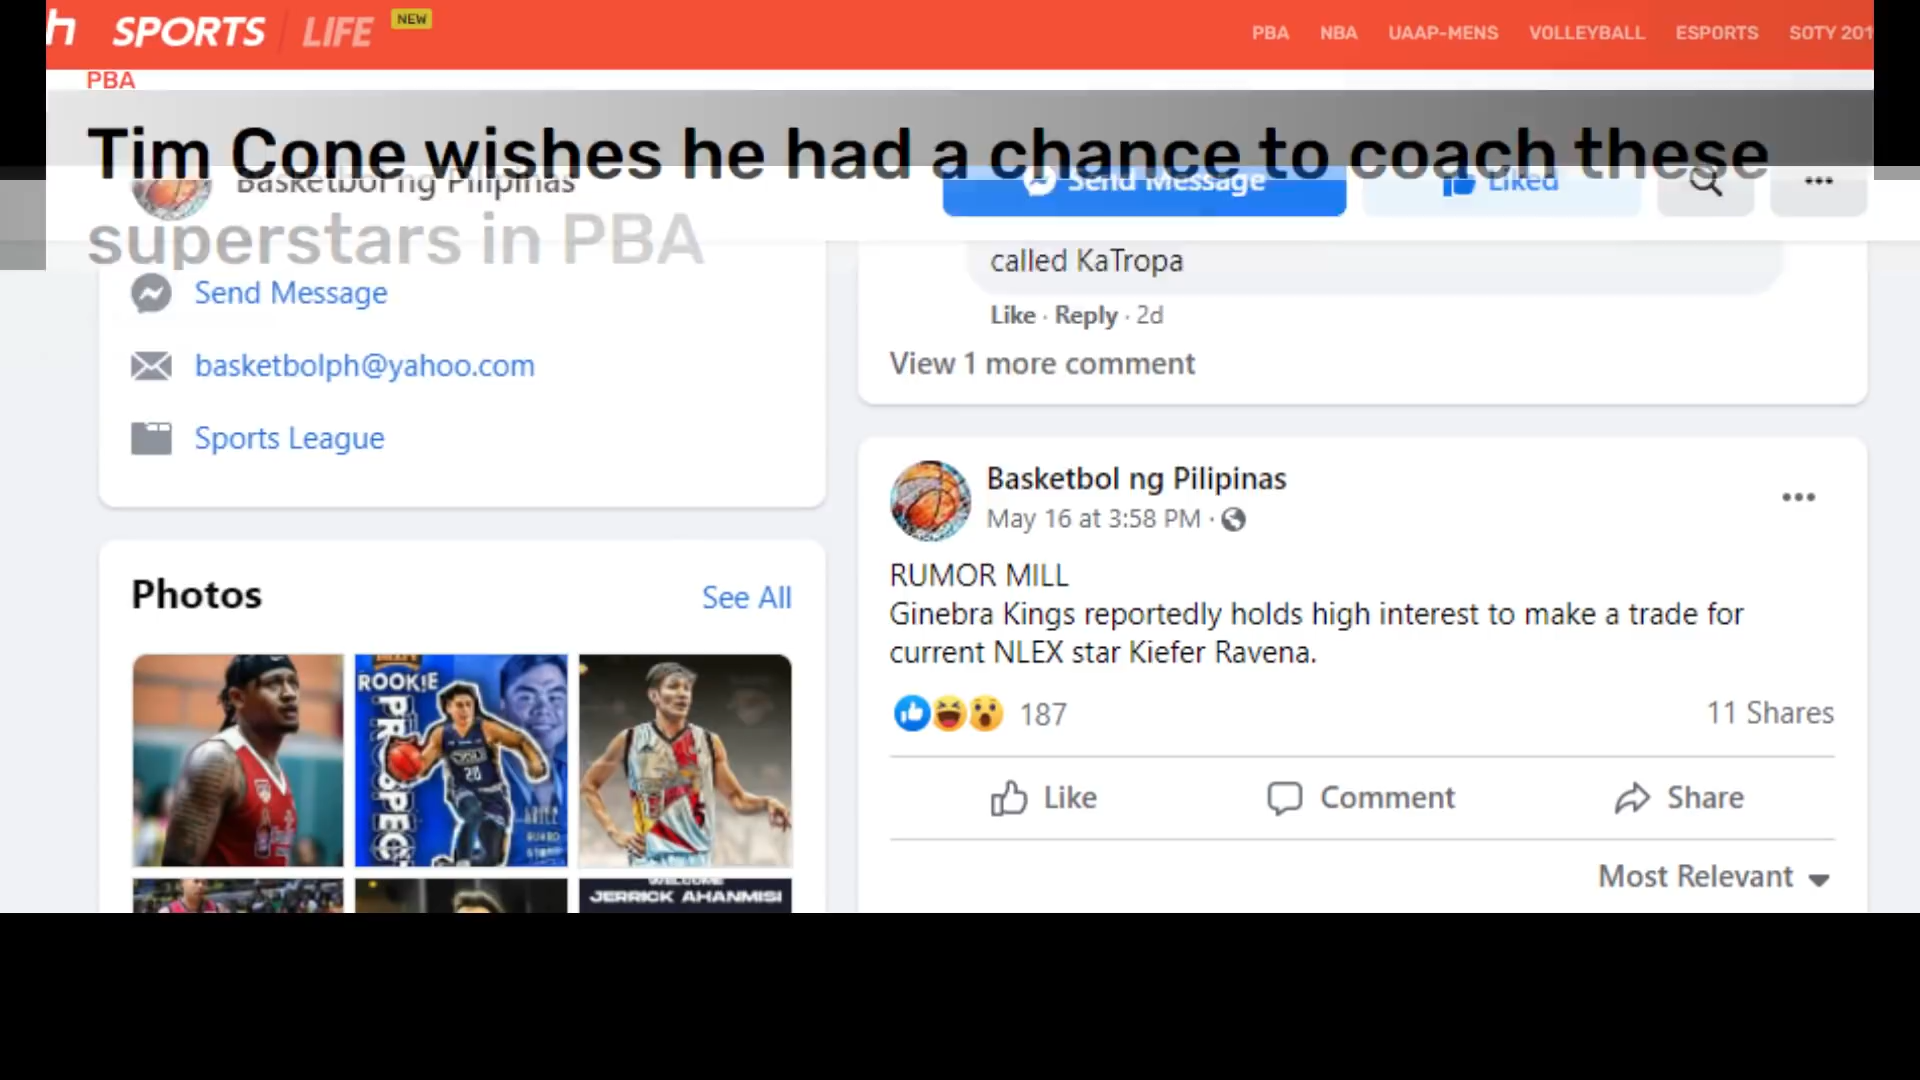 h SPORTS LIFE NEW
PBA NBA UAAP-MENS VOLLEYBALL ESPORTS SOTY 201
PBA
Tim Cone wishes he had a chance to coach these
superstars in PBA
Basketbol ng Pilipinas
Send Message
Liked
Send Message
basketbolph@yahoo.com
Sports League
Photos
See All
ROOKIE
PROSPECT
20
WELCOME
JERRICK AHANMISI
called KaTropa
Like · Reply · 2d
View 1 more comment
Basketbol ng Pilipinas
May 16 at 3:58 PM ·
RUMOR MILL
Ginebra Kings reportedly holds high interest to make a trade for
current NLEX star Kiefer Ravena.
187
11 Shares
Like
Comment
Share
Most Relevant